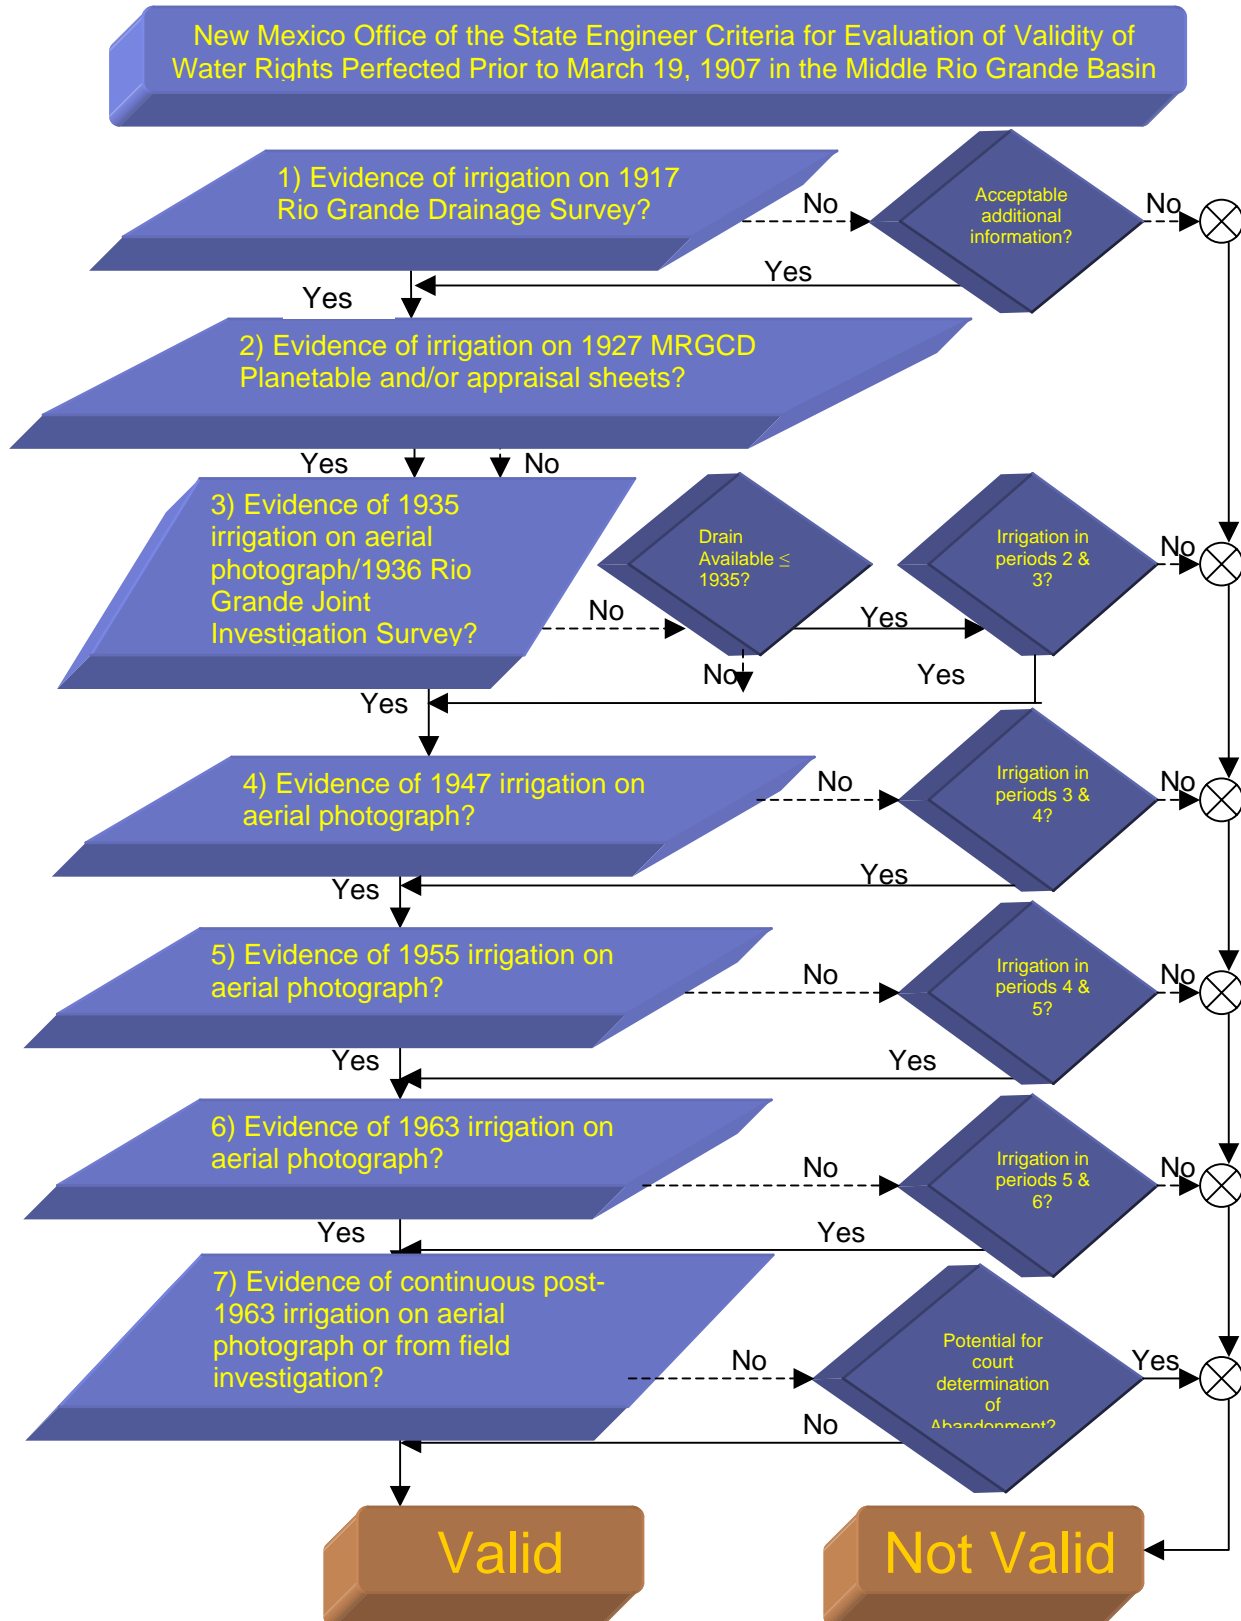 New Mexico Office of the State Engineer Criteria for Evaluation of Validity of
Water Rights Perfected Prior to March 19, 1907 in the Middle Rio Grande Basin
1) Evidence of irrigation on 1917
Rio Grande Drainage Survey?
No
Acceptable
additional
information?
No
Yes
Yes
2) Evidence of irrigation on 1927 MRGCD
Planetable and/or appraisal sheets?
Yes
No
3) Evidence of 1935
irrigation on aerial
photograph/1936 Rio
Grande Joint
Investigation Survey?
No
Drain
Available ≤
1935?
Yes
No
Irrigation in
periods 2 &
3?
No
Yes
Yes
4) Evidence of 1947 irrigation on
aerial photograph?
No
Irrigation in
periods 3 &
4?
No
Yes
Yes
5) Evidence of 1955 irrigation on
aerial photograph?
No
Irrigation in
periods 4 &
5?
No
Yes
Yes
6) Evidence of 1963 irrigation on
aerial photograph?
No
Irrigation in
periods 5 &
6?
No
Yes
Yes
7) Evidence of continuous post-
1963 irrigation on aerial
photograph or from field
investigation?
No
Potential for
court
determination
of
Abandonment?
Yes
No
Valid
Not Valid